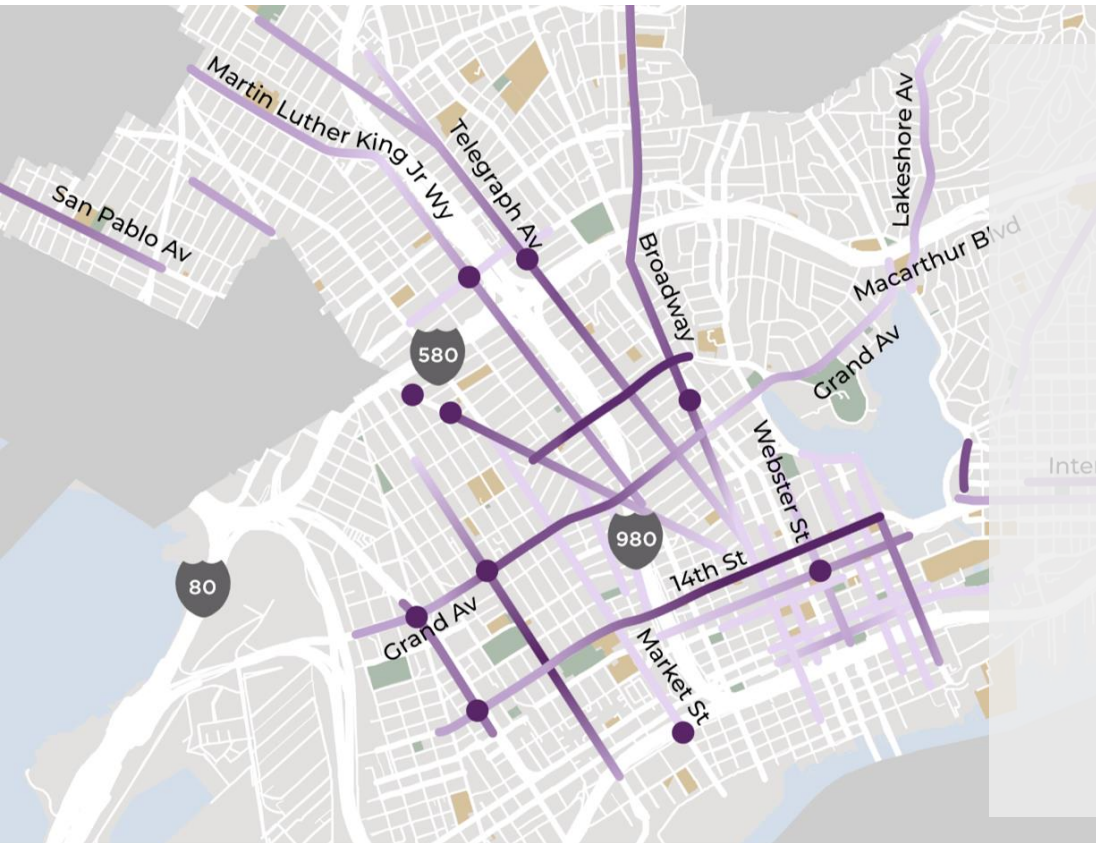 Martin Luther King Jr Wy
Telegraph Av
Lakeshore Av
San Pablo Av
Broadway
Macarthur Blvd
580
Grand Av
Webster St
Inte
980
14th St
80
Grand Av
Market St